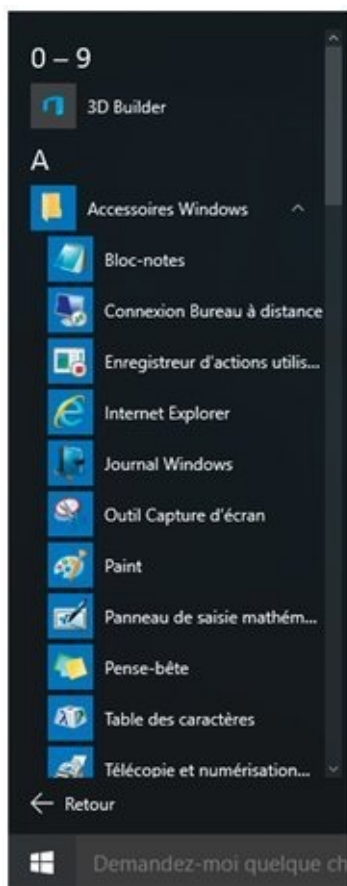 0 – 9
3D Builder
A
Accessoires Windows
Bloc-notes
Connexion Bureau à distance
Enregistreur d'actions utilis...
Internet Explorer
Journal Windows
Outil Capture d'écran
Paint
Panneau de saisie mathém...
Pense-bête
Table des caractères
Télécopie et numérisation...
Retour
Demandez-moi quelque ch